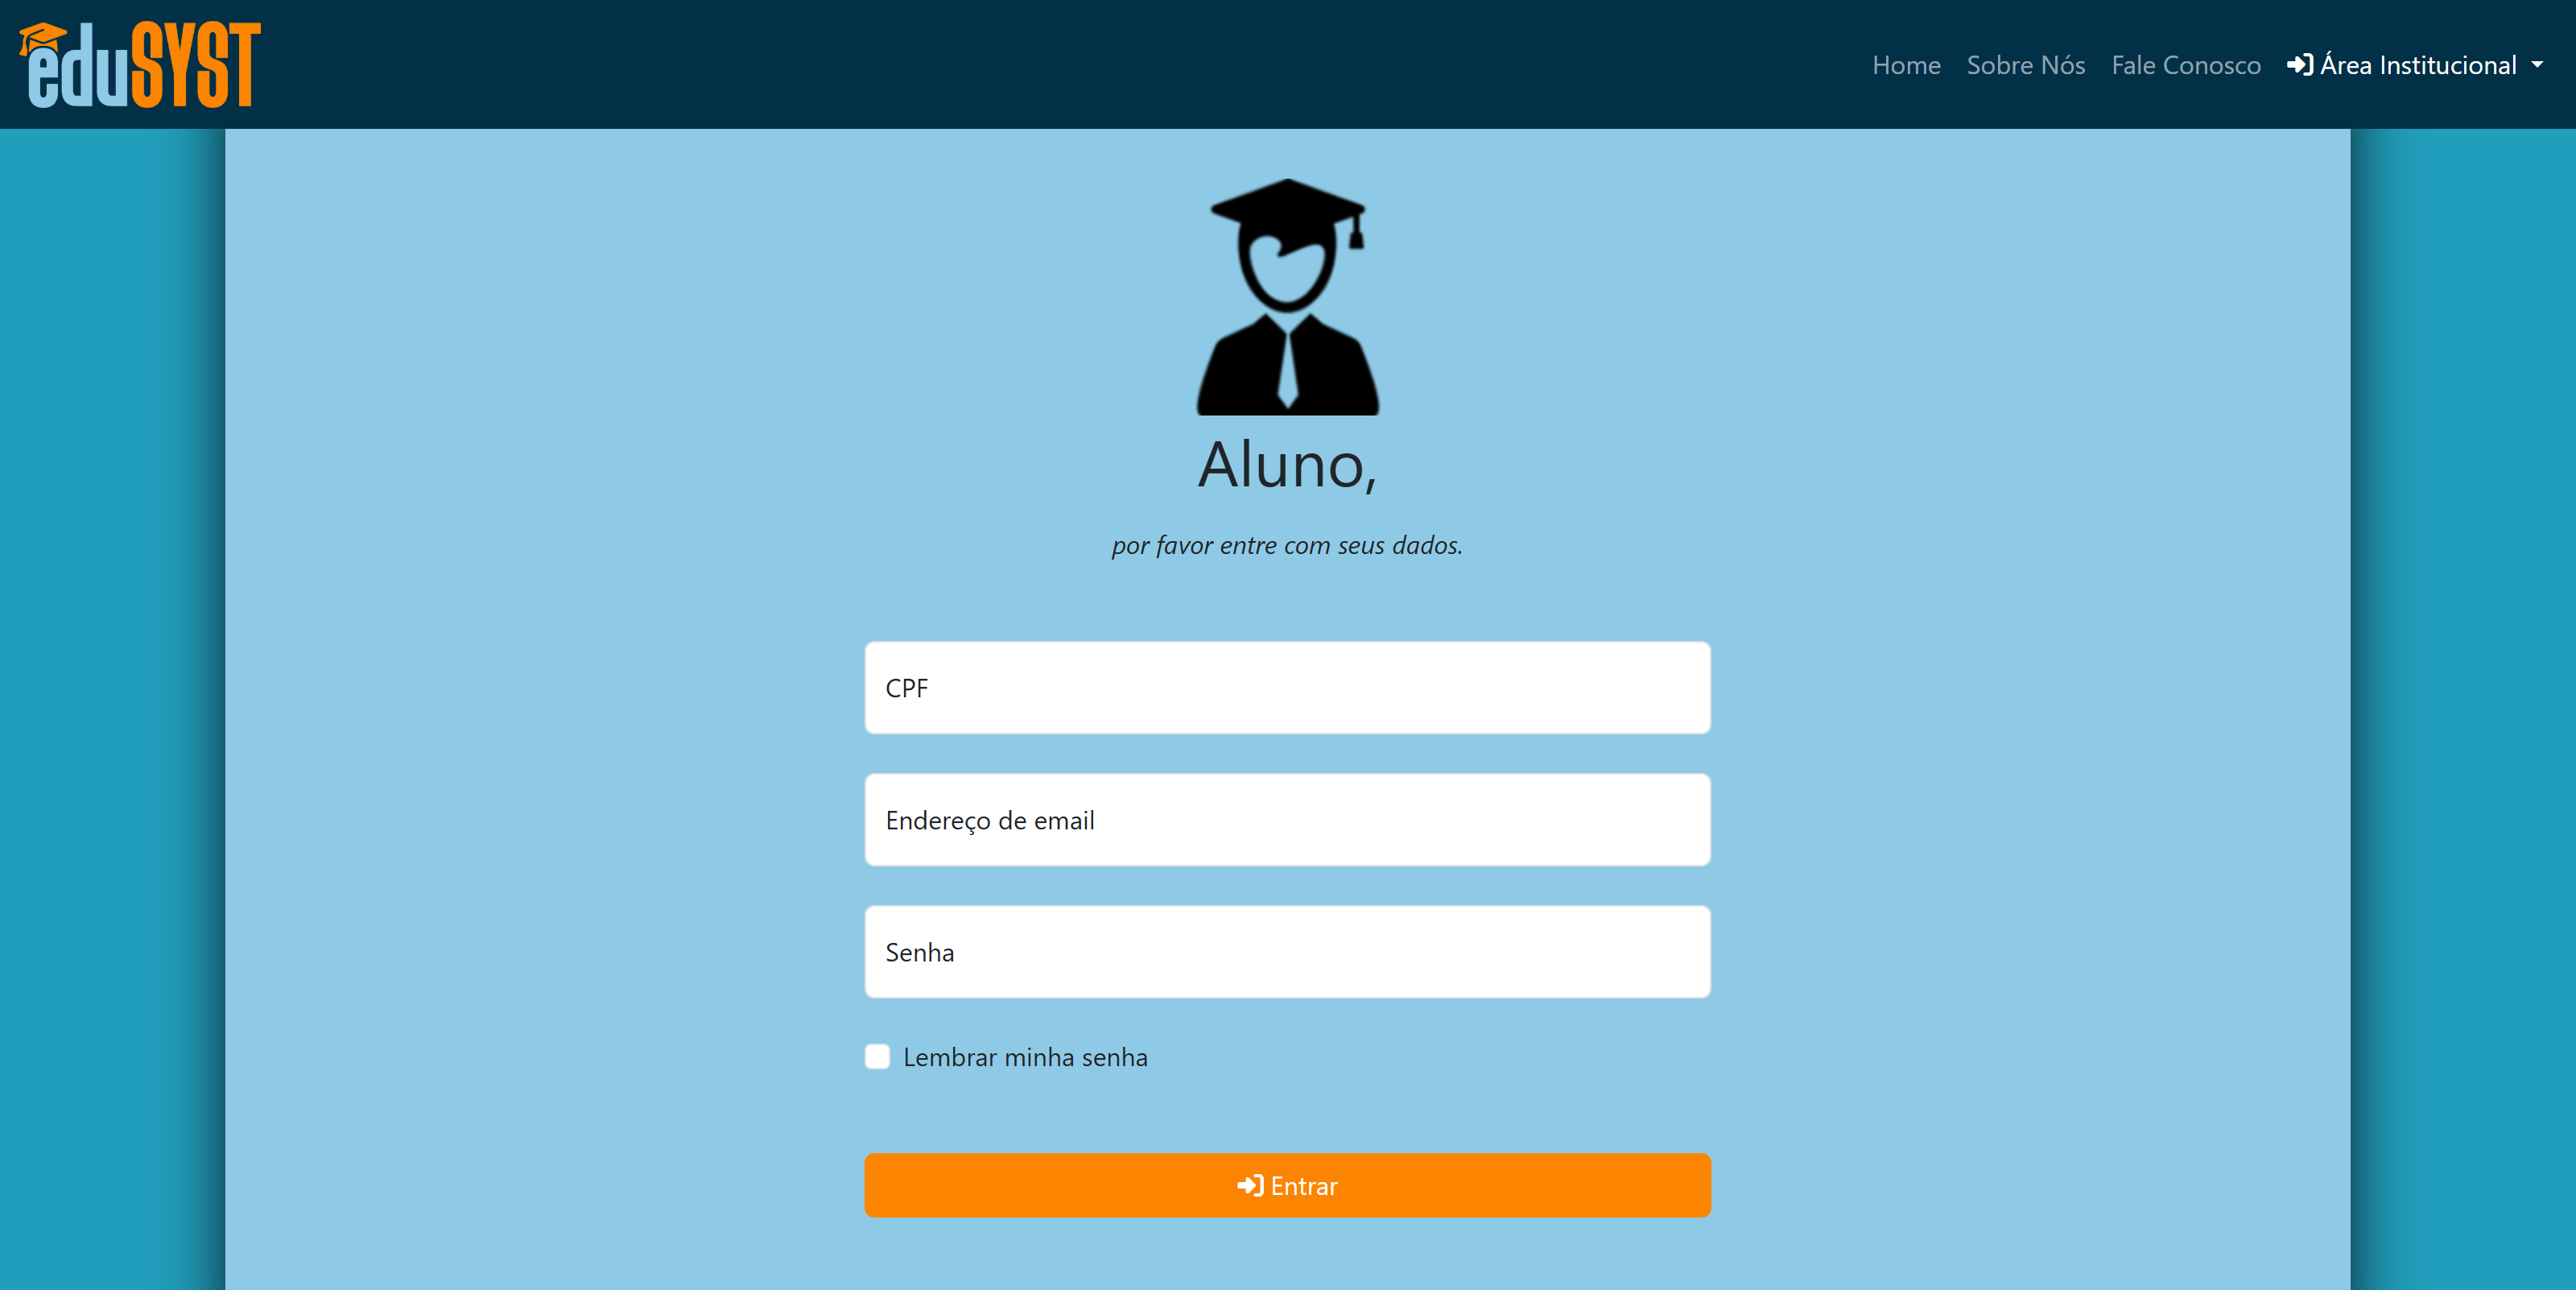 eduSYST
Home Sobre Nós Fale Conosco Área Institucional
Aluno,
por favor entre com seus dados.
CPF
Endereço de email
Senha
Lembrar minha senha
Entrar